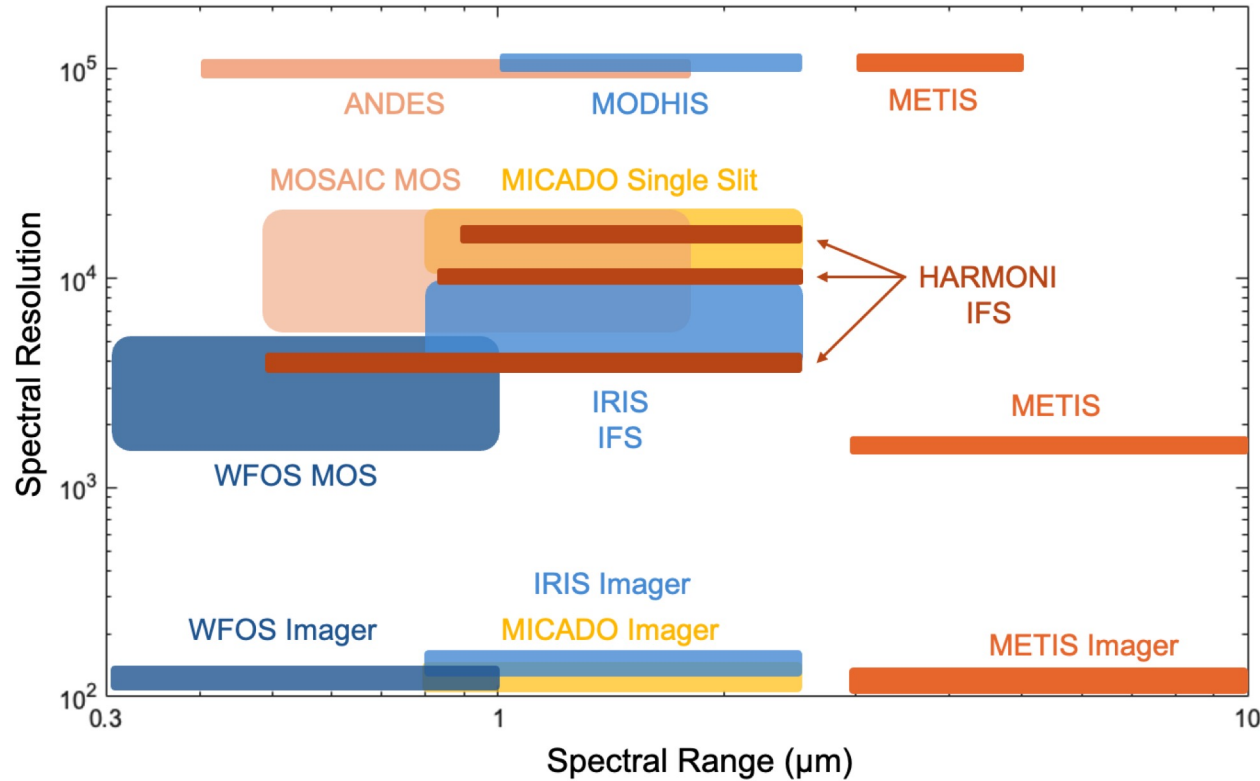 10⁵
ANDES
MODHIS
METIS
MOSAIC MOS
MICADO Single Slit
Spectral Resolution
10⁴
HARMONI
IFS
IRIS
IFS
METIS
WFOS MOS
10³
IRIS Imager
WFOS Imager
MICADO Imager
METIS Imager
10²
0.3
1
10
Spectral Range (µm)